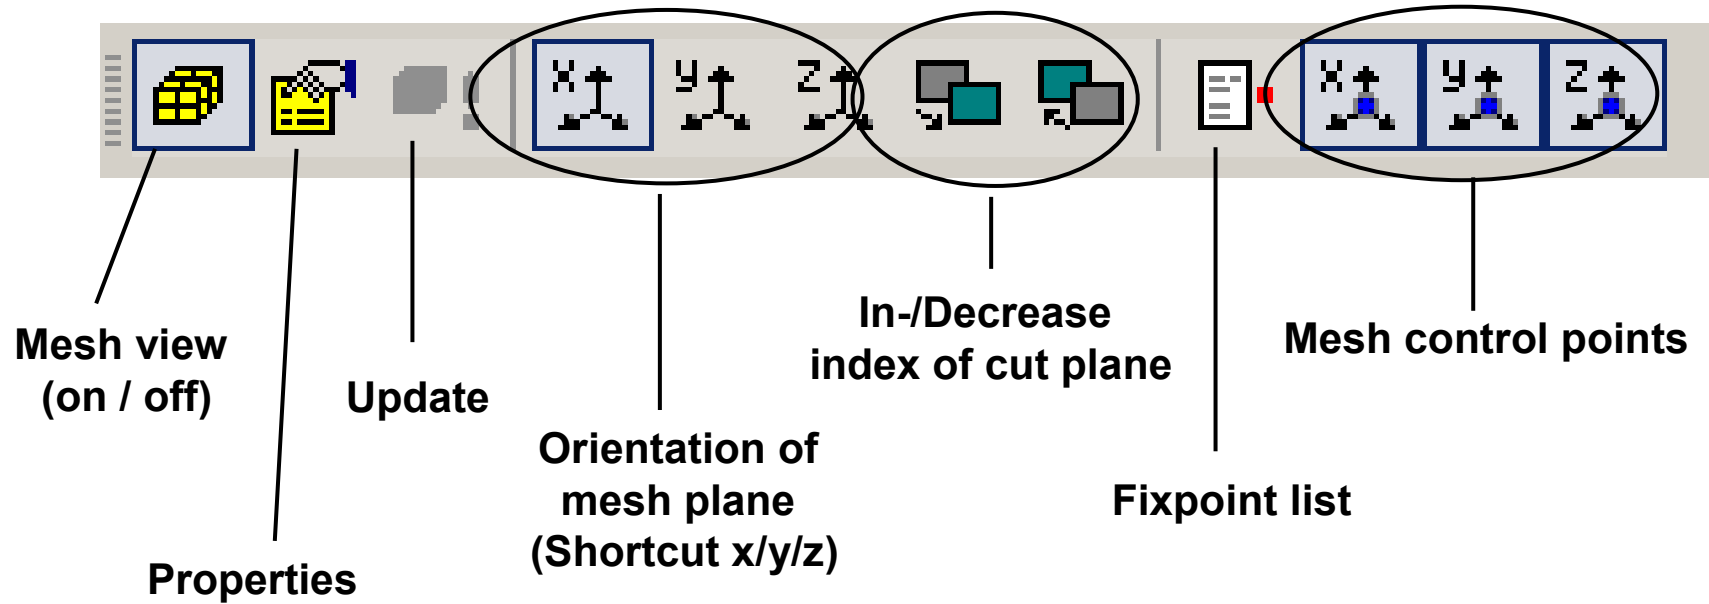 X y Z X y Z
Mesh view
(on / off)
Properties
Update
Orientation of
mesh plane
(Shortcut x/y/z)
In-/Decrease
index of cut plane
Fixpoint list
Mesh control points